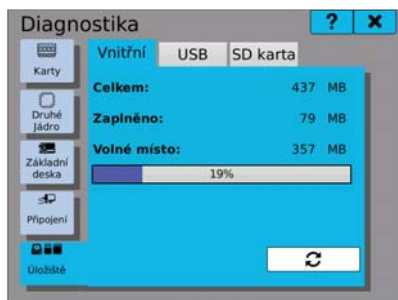 Diagnostika ? X
Karty
Druhé
Jádro
Základní
deska
Připojení
Úložiště
Vnitřní USB SD karta
Celkem: 437 MB
Zaplněno: 79 MB
Volné místo: 357 MB
19%